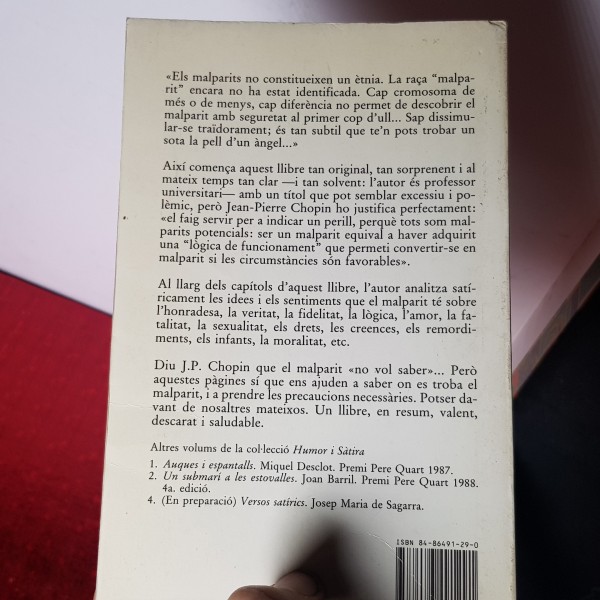 «Els malparits no constitueixen un ètnia. La raça “malpa-
rit” encara no ha estat identificada. Cap cromosoma de
més o de menys, cap diferència no permet de descobrir el
malparit amb seguretat al primer cop d’ull... Sap dissimu-
lar-se traïdorament; és tan subtil que te’n pots trobar un
sota la pell d’un àngel...»
Així comença aquest llibre tan original, tan sorprenent i al
mateix temps tan clar —i tan solvent: l’autor és professor
universitari— amb un títol que pot semblar excessiu i po-
lèmic, però Jean-Pierre Chopin ho justifica perfectament:
«el faig servir per a indicar un perill, perquè tots som mal-
parits potencials: ser un malparit equival a haver adquirit
una “lògica de funcionament” que permeti convertir-se en
malparit si les circumstàncies són favorables».
Al llarg dels capítols d’aquest llibre, l’autor analitza satí-
ricament les idees i els sentiments que el malparit té sobre
l’honradesa, la veritat, la fidelitat, la lògica, l’amor, la fa-
talitat, la sexualitat, els drets, les creences, els remordi-
ments, els infants, la moralitat, etc.
Diu J.P. Chopin que el malparit «no vol saber»... Però
aquestes pàgines sí que ens ajuden a saber on es troba el
malparit, i a prendre les precaucions necessàries. Potser da-
vant de nosaltres mateixos. Un llibre, en resum, valent,
descarat i saludable.
Altres volums de la col·lecció Humor i Sàtira
1. Auques i espantalls. Miquel Desclot. Premi Pere Quart 1987.
2. Un submarí a les estovalles. Joan Barril. Premi Pere Quart 1988.
4a. edició.
4. (En preparació) Versos satírics. Josep Maria de Sagarra.
ISBN 84-86491-29-0